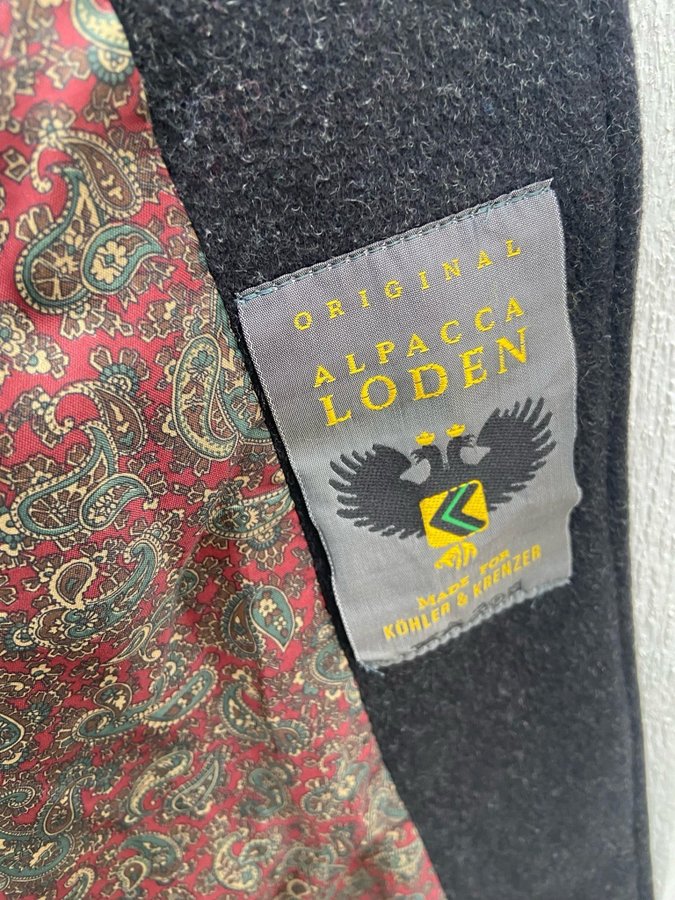 ORIGINAL
ALPACCA
LODEN
MADE FOR
KÖHLER & KRENZER